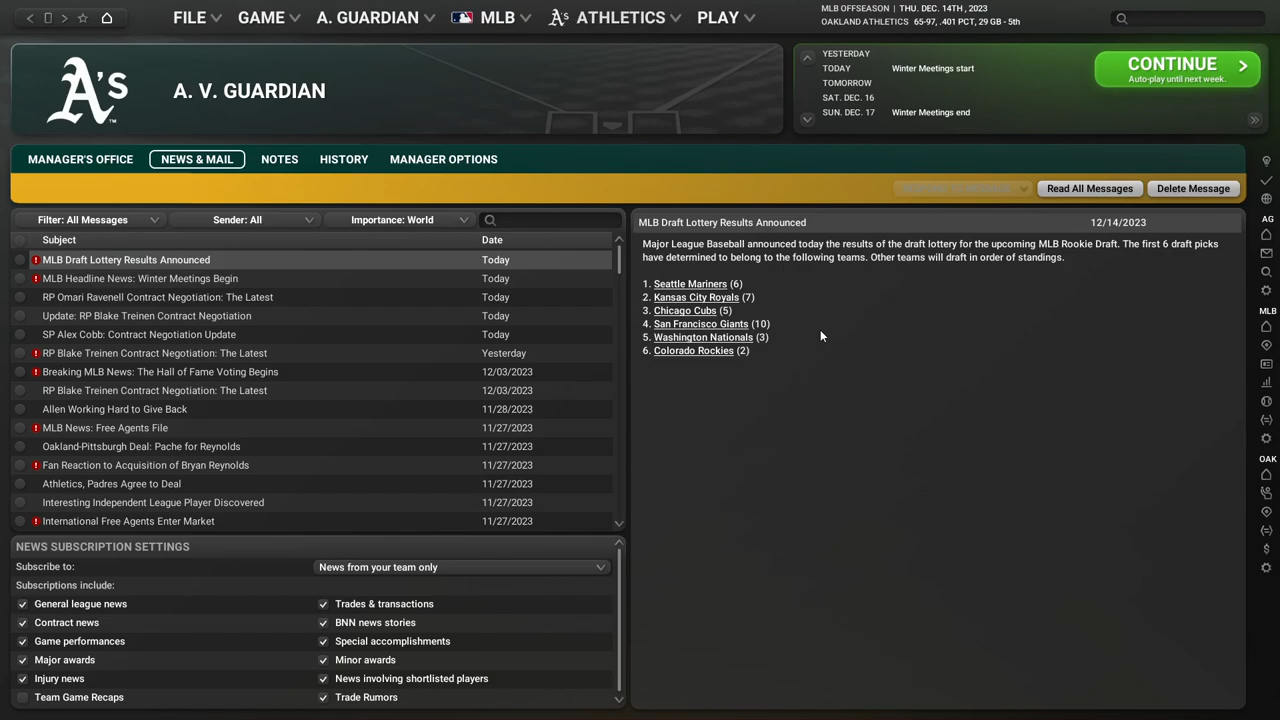 FILE GAME A. GUARDIAN MLB A's ATHLETICS PLAY
MLB OFFSEASON | THU. DEC. 14TH , 2023
OAKLAND ATHLETICS 65-97, .401 PCT, 29 GB - 5th
A's
A. V. GUARDIAN
YESTERDAY
TODAY Winter Meetings start
TOMORROW
SAT. DEC. 16
SUN. DEC. 17 Winter Meetings end
CONTINUE
Auto-play until next week.
MANAGER'S OFFICE NEWS & MAIL NOTES HISTORY MANAGER OPTIONS
Read All Messages Delete Message
Filter: All Messages Sender: All Importance: World
Subject Date
MLB Draft Lottery Results Announced Today
MLB Headline News: Winter Meetings Begin Today
RP Omari Ravenell Contract Negotiation: The Latest Today
Update: RP Blake Treinen Contract Negotiation Today
SP Alex Cobb: Contract Negotiation Update Today
RP Blake Treinen Contract Negotiation: The Latest Yesterday
Breaking MLB News: The Hall of Fame Voting Begins 12/03/2023
RP Blake Treinen Contract Negotiation: The Latest 12/03/2023
Allen Working Hard to Give Back 11/28/2023
MLB News: Free Agents File 11/27/2023
Oakland-Pittsburgh Deal: Pache for Reynolds 11/27/2023
Fan Reaction to Acquisition of Bryan Reynolds 11/27/2023
Athletics, Padres Agree to Deal 11/27/2023
Interesting Independent League Player Discovered 11/27/2023
International Free Agents Enter Market 11/27/2023
MLB Draft Lottery Results Announced 12/14/2023
Major League Baseball announced today the results of the draft lottery for the upcoming MLB Rookie Draft. The first 6 draft picks
have determined to belong to the following teams. Other teams will draft in order of standings.
1. Seattle Mariners (6)
2. Kansas City Royals (7)
3. Chicago Cubs (5)
4. San Francisco Giants (10)
5. Washington Nationals (3)
6. Colorado Rockies (2)
NEWS SUBSCRIPTION SETTINGS
Subscribe to: News from your team only
Subscriptions include:
General league news Trades & transactions
Contract news BNN news stories
Game performances Special accomplishments
Major awards Minor awards
Injury news News involving shortlisted players
Team Game Recaps Trade Rumors
AG
MLB
OAK